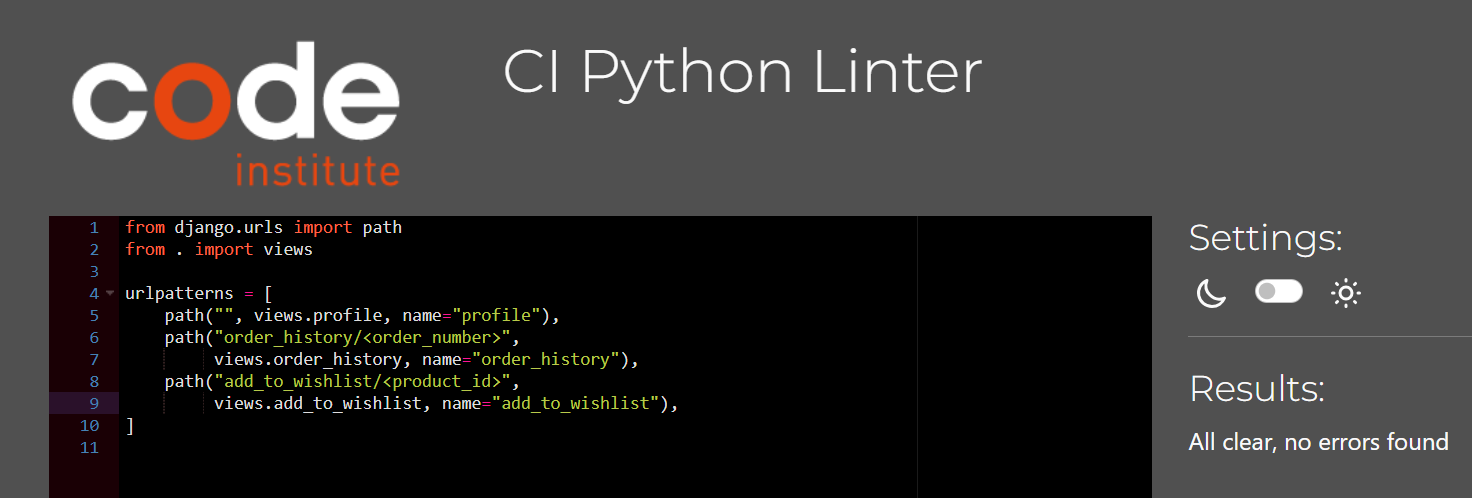 code
institute
CI Python Linter
1 from django.urls import path
2 from . import views
3
4 urlpatterns = [
5     path("", views.profile, name="profile"),
6     path("order_history/<order_number>",
7          views.order_history, name="order_history"),
8     path("add_to_wishlist/<product_id>",
9          views.add_to_wishlist, name="add_to_wishlist"),
10 ]
11
Settings:
Results:
All clear, no errors found